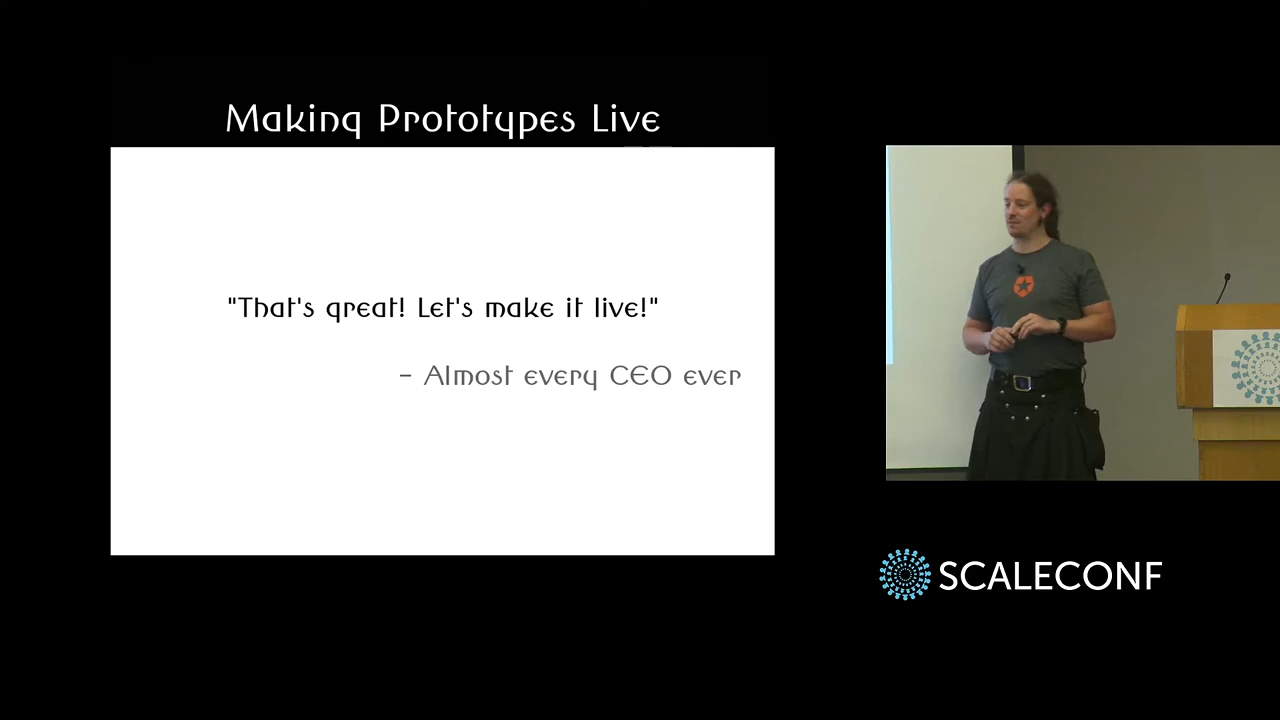 Making Prototypes Live
"That's great! Let's make it live!"
- Almost every CEO ever
SCALECONF